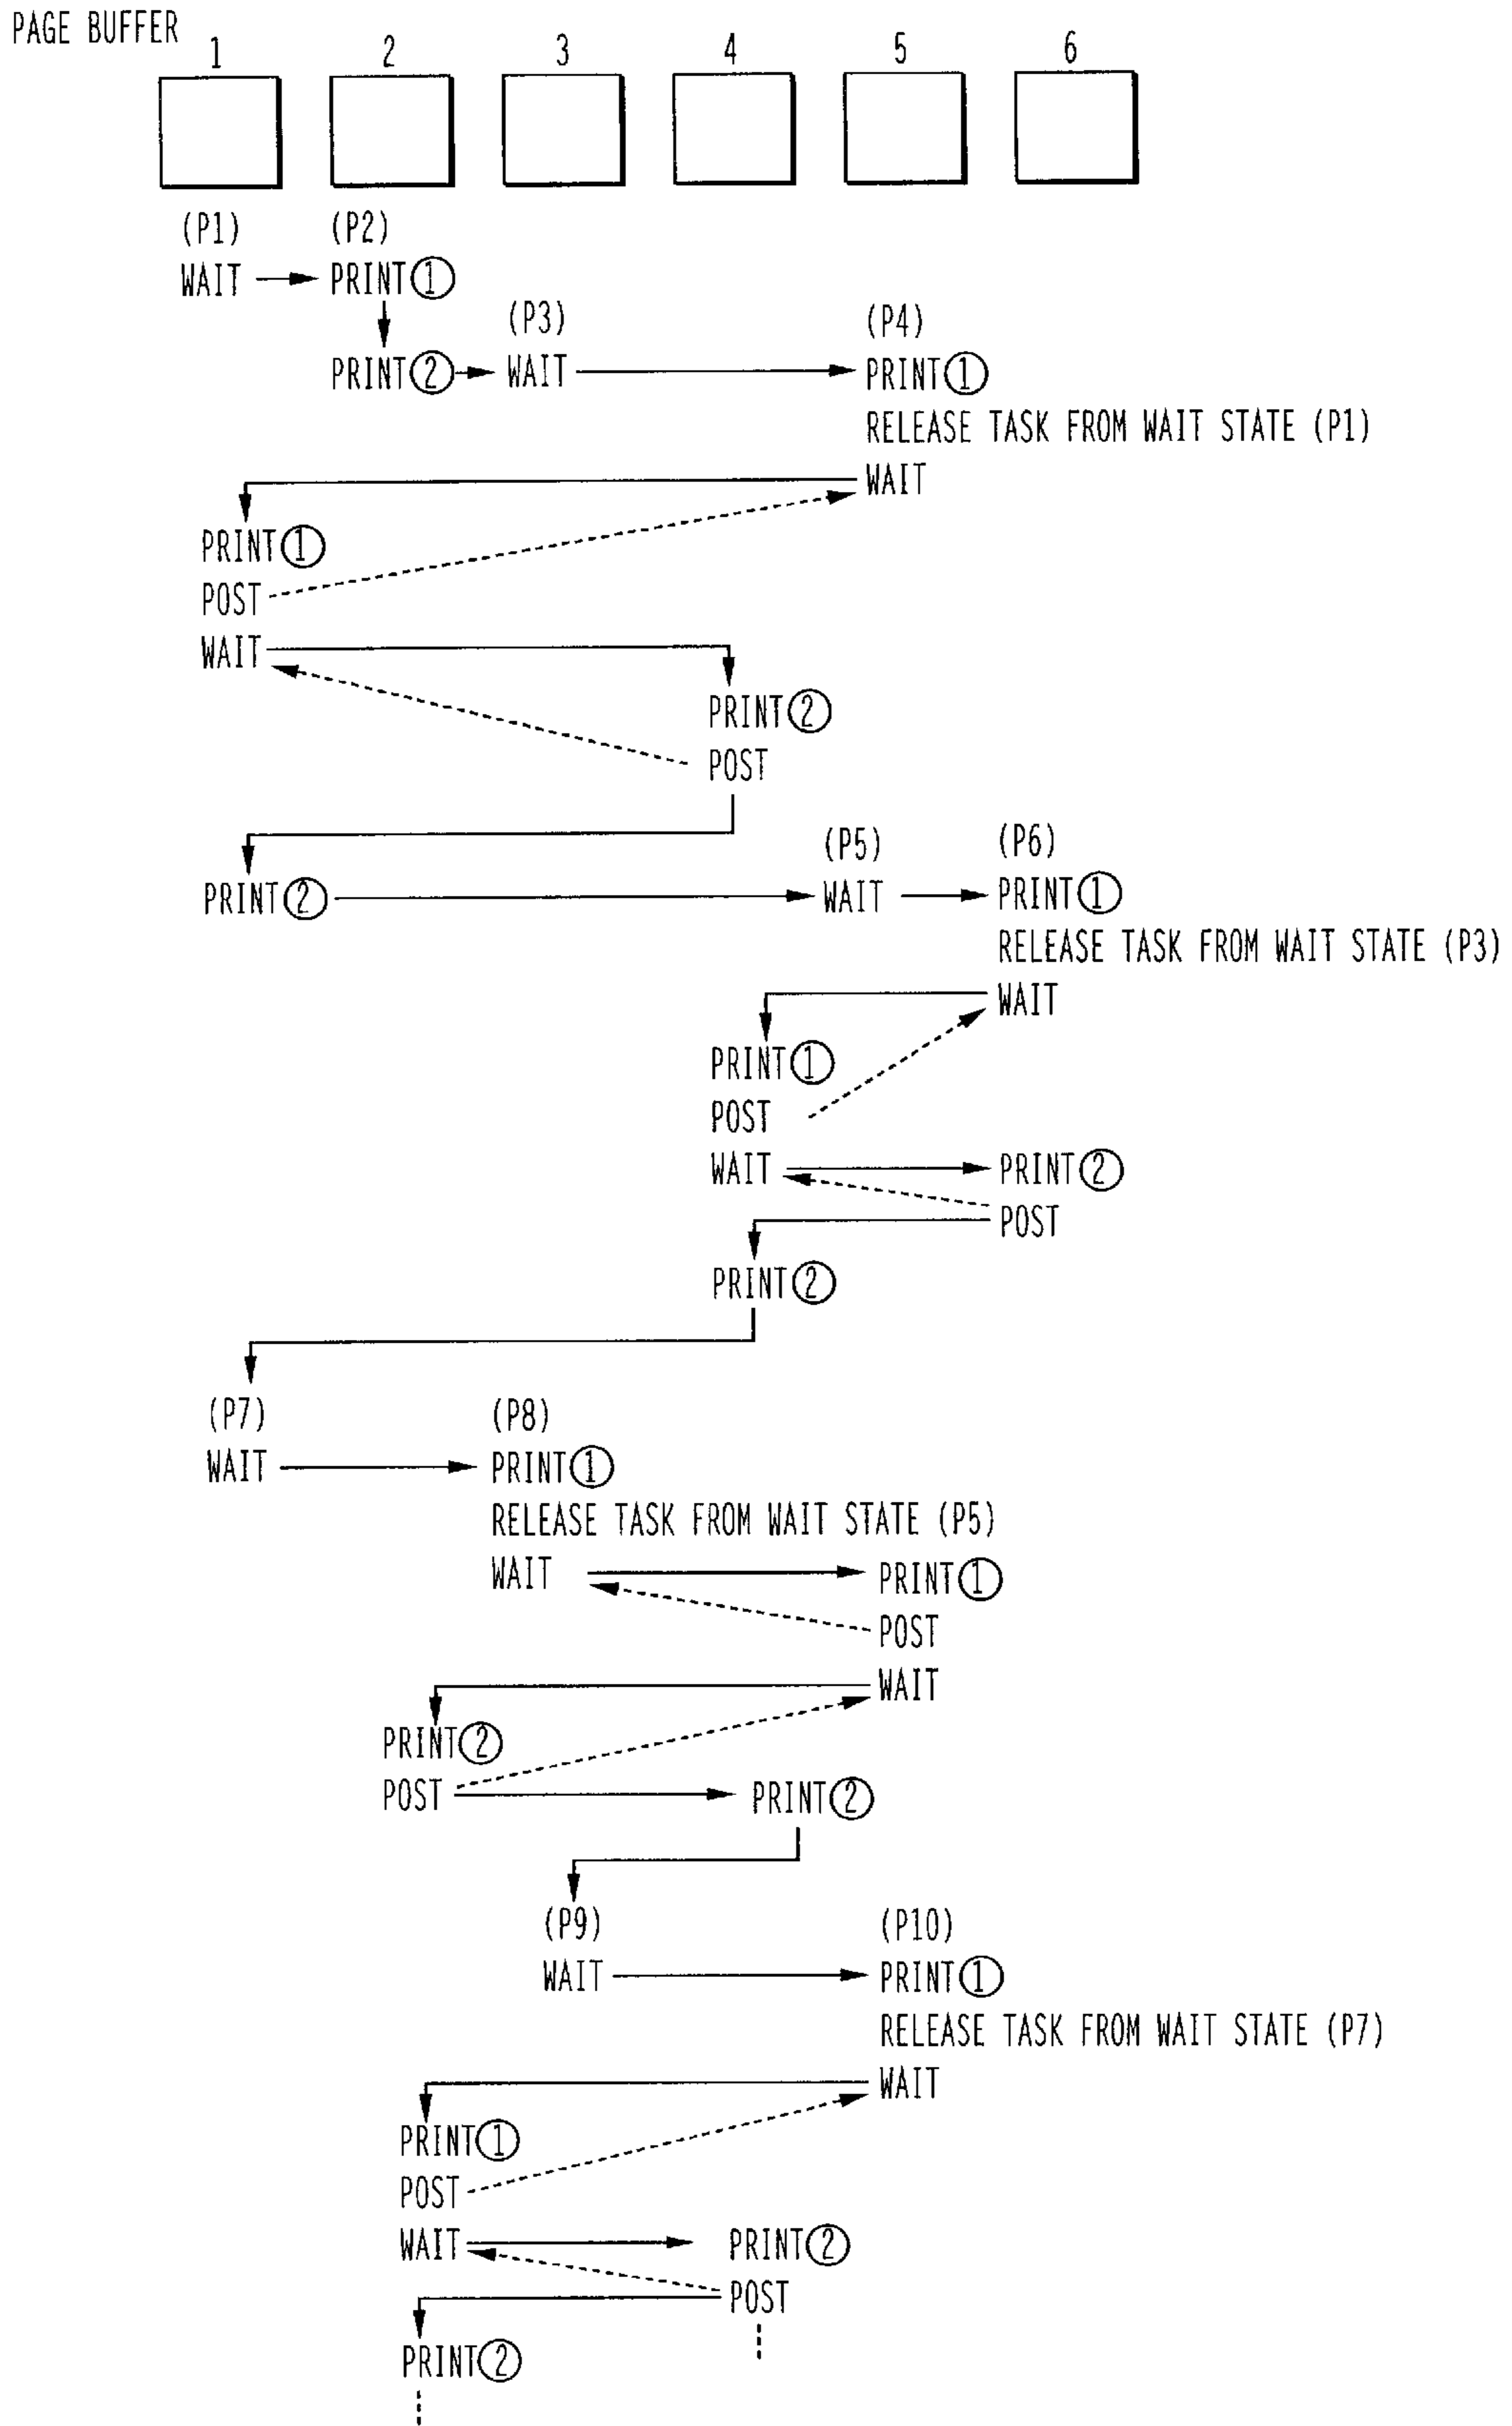 PAGE BUFFER
1 2 3 4 5 6
(P1) (P2)
WAIT PRINT①
(P3) (P4)
PRINT② WAIT PRINT①
RELEASE TASK FROM WAIT STATE (P1)
WAIT
PRINT①
POST
WAIT
PRINT②
POST
(P5) (P6)
PRINT② WAIT PRINT①
RELEASE TASK FROM WAIT STATE (P3)
WAIT
PRINT①
POST
WAIT PRINT②
POST
PRINT②
(P7) (P8)
WAIT PRINT①
RELEASE TASK FROM WAIT STATE (P5)
WAIT PRINT①
POST
WAIT
PRINT②
POST PRINT②
(P9) (P10)
WAIT PRINT①
RELEASE TASK FROM WAIT STATE (P7)
WAIT
PRINT①
POST
WAIT PRINT②
POST
PRINT②